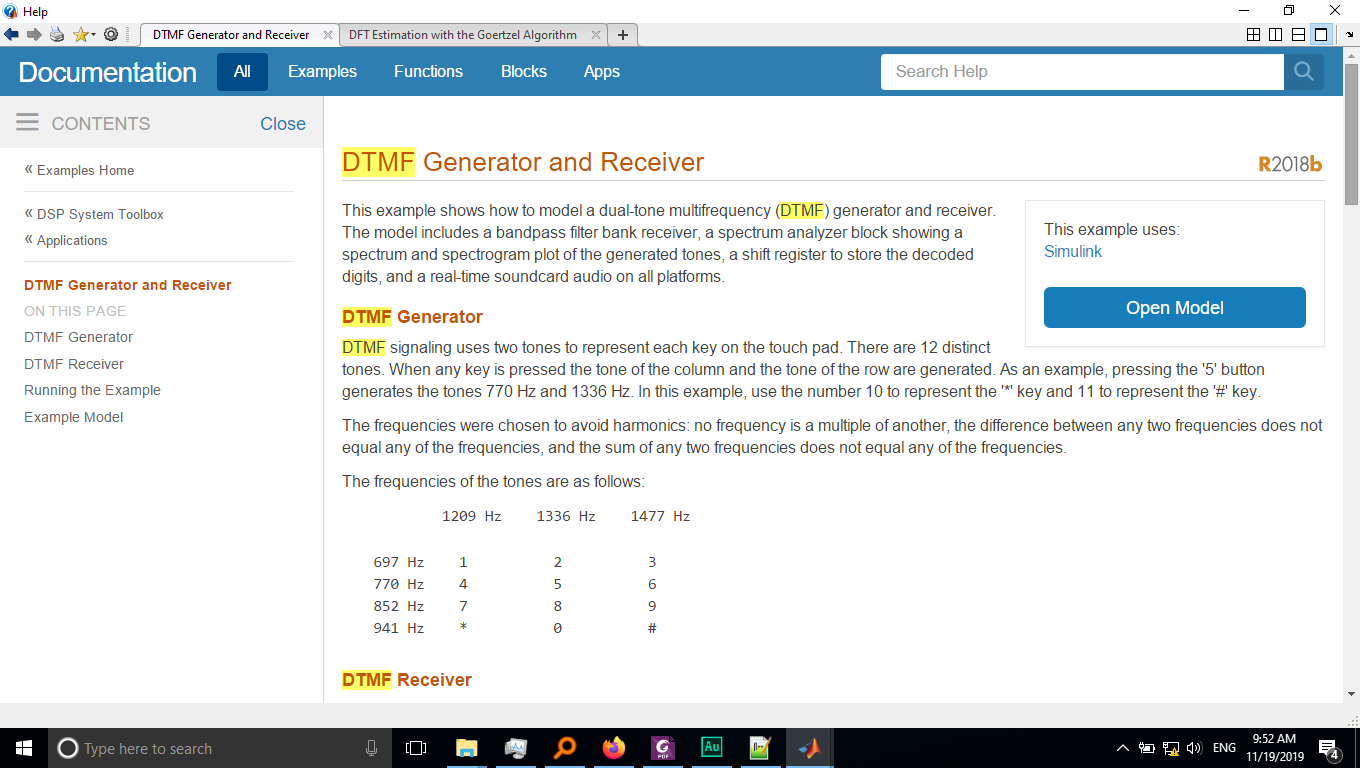 Help
DTMF Generator and Receiver
DFT Estimation with the Goertzel Algorithm
Documentation
All
Examples
Functions
Blocks
Apps
Search Help
CONTENTS
Close
« Examples Home
« DSP System Toolbox
« Applications
DTMF Generator and Receiver
ON THIS PAGE
DTMF Generator
DTMF Receiver
Running the Example
Example Model
DTMF Generator and Receiver
R2018b
This example shows how to model a dual-tone multifrequency (DTMF) generator and receiver.
The model includes a bandpass filter bank receiver, a spectrum analyzer block showing a
spectrum and spectrogram plot of the generated tones, a shift register to store the decoded
digits, and a real-time soundcard audio on all platforms.
This example uses:
Simulink
Open Model
DTMF Generator
DTMF signaling uses two tones to represent each key on the touch pad. There are 12 distinct
tones. When any key is pressed the tone of the column and the tone of the row are generated. As an example, pressing the '5' button
generates the tones 770 Hz and 1336 Hz. In this example, use the number 10 to represent the '*' key and 11 to represent the '#' key.
The frequencies were chosen to avoid harmonics: no frequency is a multiple of another, the difference between any two frequencies does not
equal any of the frequencies, and the sum of any two frequencies does not equal any of the frequencies.
The frequencies of the tones are as follows:
1209 Hz 1336 Hz 1477 Hz
697 Hz 1 2 3
770 Hz 4 5 6
852 Hz 7 8 9
941 Hz * 0 #
DTMF Receiver
Type here to search
G PDF
Au
ENG
9:52 AM
11/19/2019
4